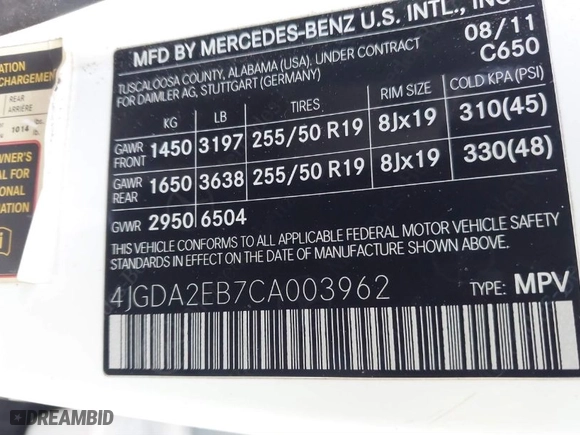 MFD BY MERCEDES-BENZ U.S. INTL., INC
TUSCALOOSA COUNTY, ALABAMA (USA), UNDER CONTRACT
FOR DAIMLER AG, STUTTGART (GERMANY)
08/11
C650
KG LB TIRES RIM SIZE COLD KPA (PSI)
GAWR FRONT 1450 3197 255/50 R19 8Jx19 310(45)
GAWR REAR 1650 3638 255/50 R19 8Jx19 330(48)
GVWR 2950 6504
THIS VEHICLE CONFORMS TO ALL APPLICABLE FEDERAL MOTOR VEHICLE SAFETY
STANDARDS IN EFFECT ON THE DATE OF MANUFACTURE SHOWN ABOVE.
4JGDA2EB7CA003962 TYPE: MPV
REAR
ARRIÈRE
1014
DREAMBID